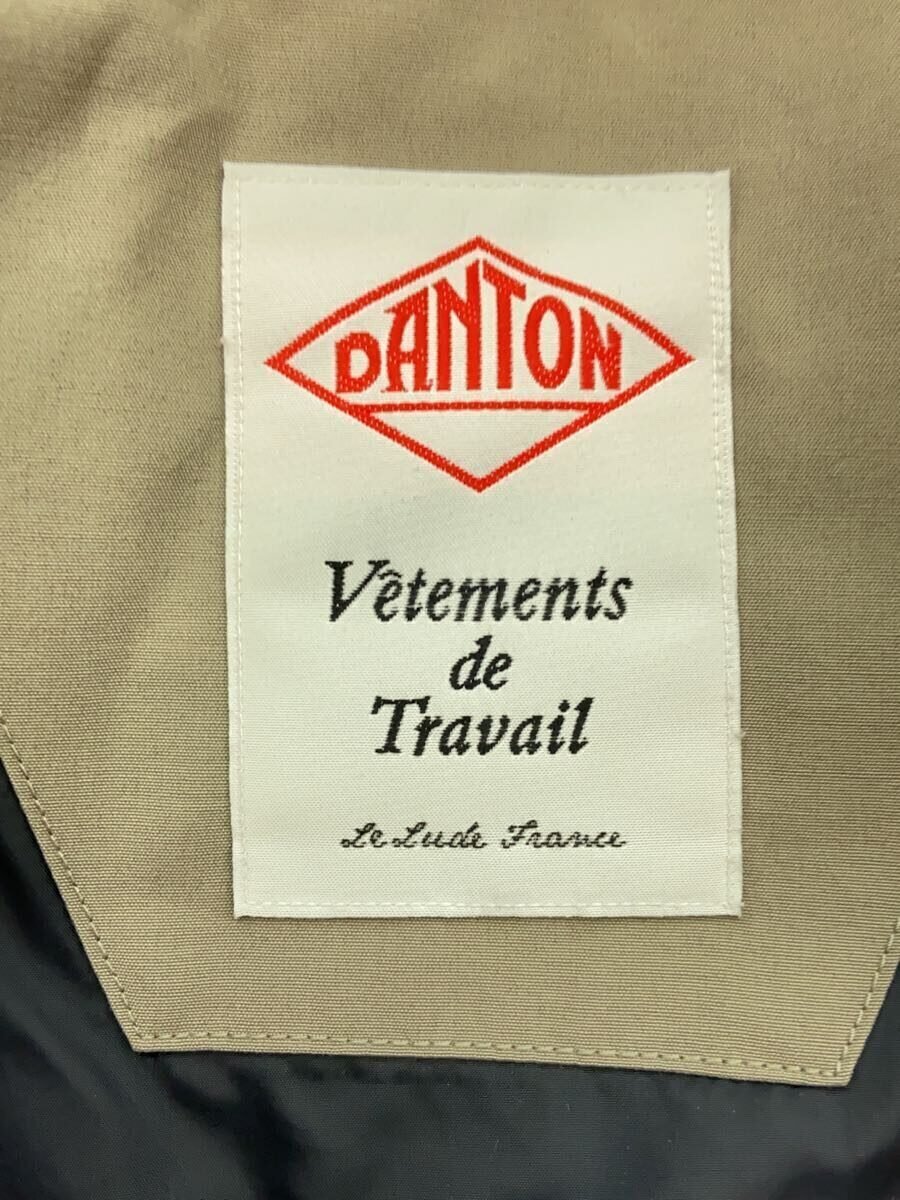 DANTON
Vêtements
de
Travail
Le Lude France